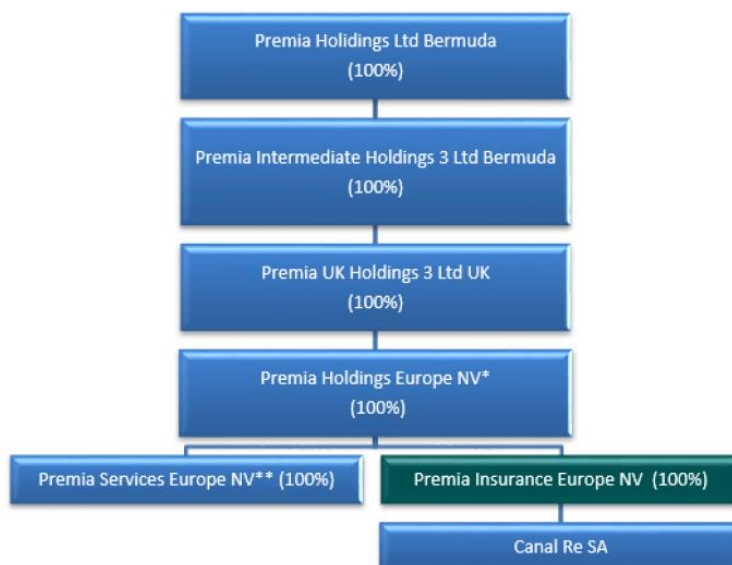 Premia Holidings Ltd Bermuda
(100%)
Premia Intermediate Holdings 3 Ltd Bermuda
(100%)
Premia UK Holdings 3 Ltd UK
(100%)
Premia Holdings Europe NV*
(100%)
Premia Services Europe NV** (100%)
Premia Insurance Europe NV (100%)
Canal Re SA